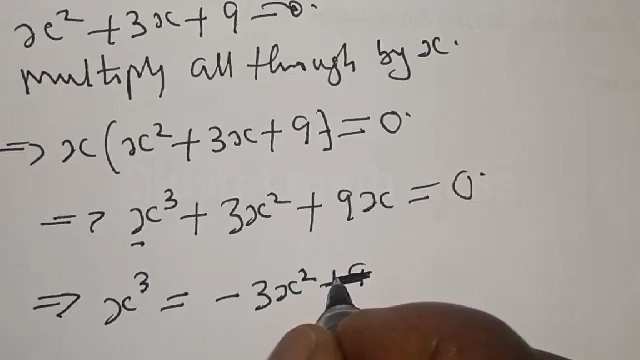 x² + 3x + 9 = 0.
multiply all through by x.
=> x(x² + 3x + 9) = 0.
=> x³ + 3x² + 9x = 0.
=> x³ = - 3x²